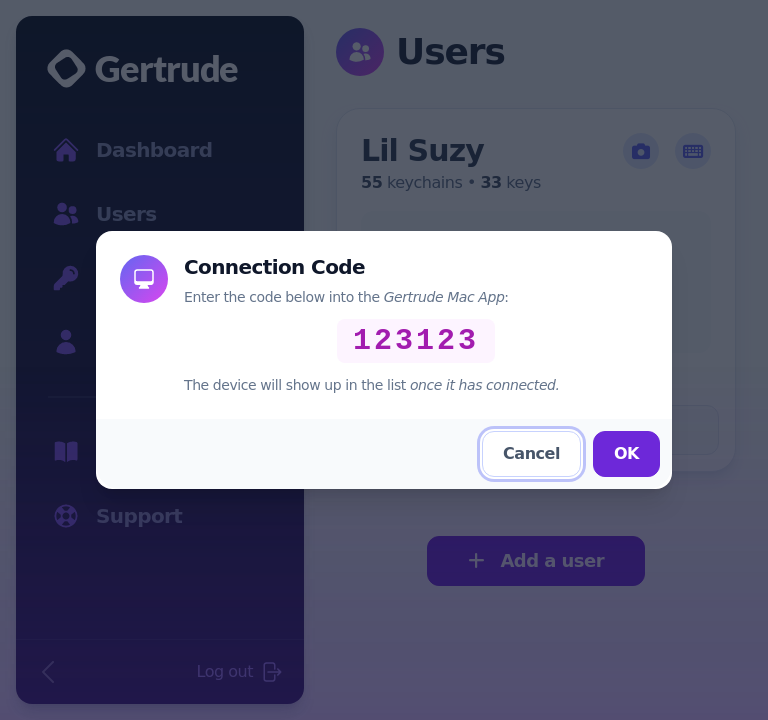 Gertrude
Dashboard
Users
Support
Log out
Users
Lil Suzy
55 keychains • 33 keys
Connection Code
Enter the code below into the Gertrude Mac App:
123123
The device will show up in the list once it has connected.
Cancel
OK
Add a user